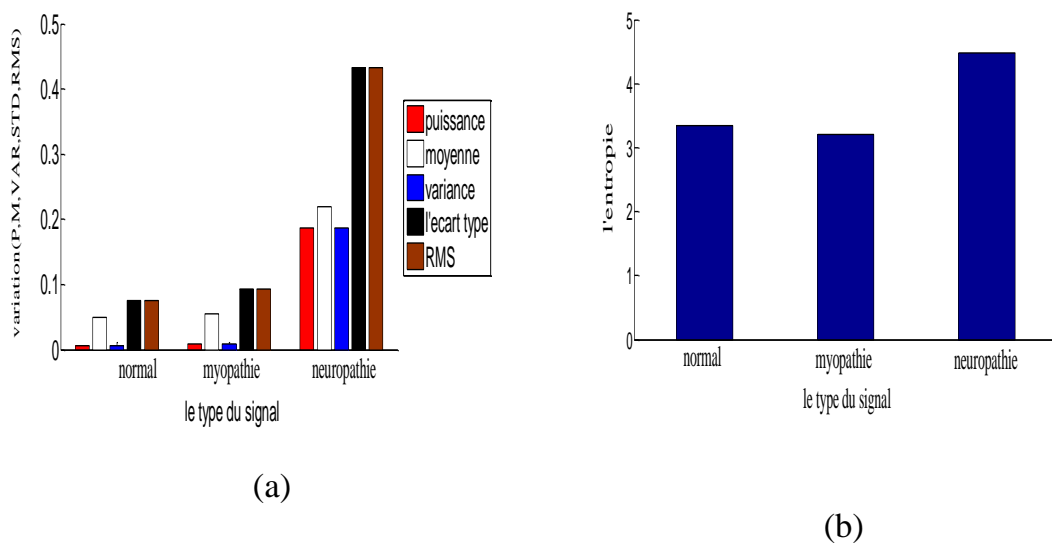 variation(P,M,VAR,STD,RMS)
0.5
0.4
0.3
0.2
0.1
0
normal myopathie neuropathie
le type du signal
puissance
moyenne
variance
l'ecart type
RMS
(a)
l'entropie
5
4
3
2
1
0
normal myopathie neuropathie
le type du signal
(b)